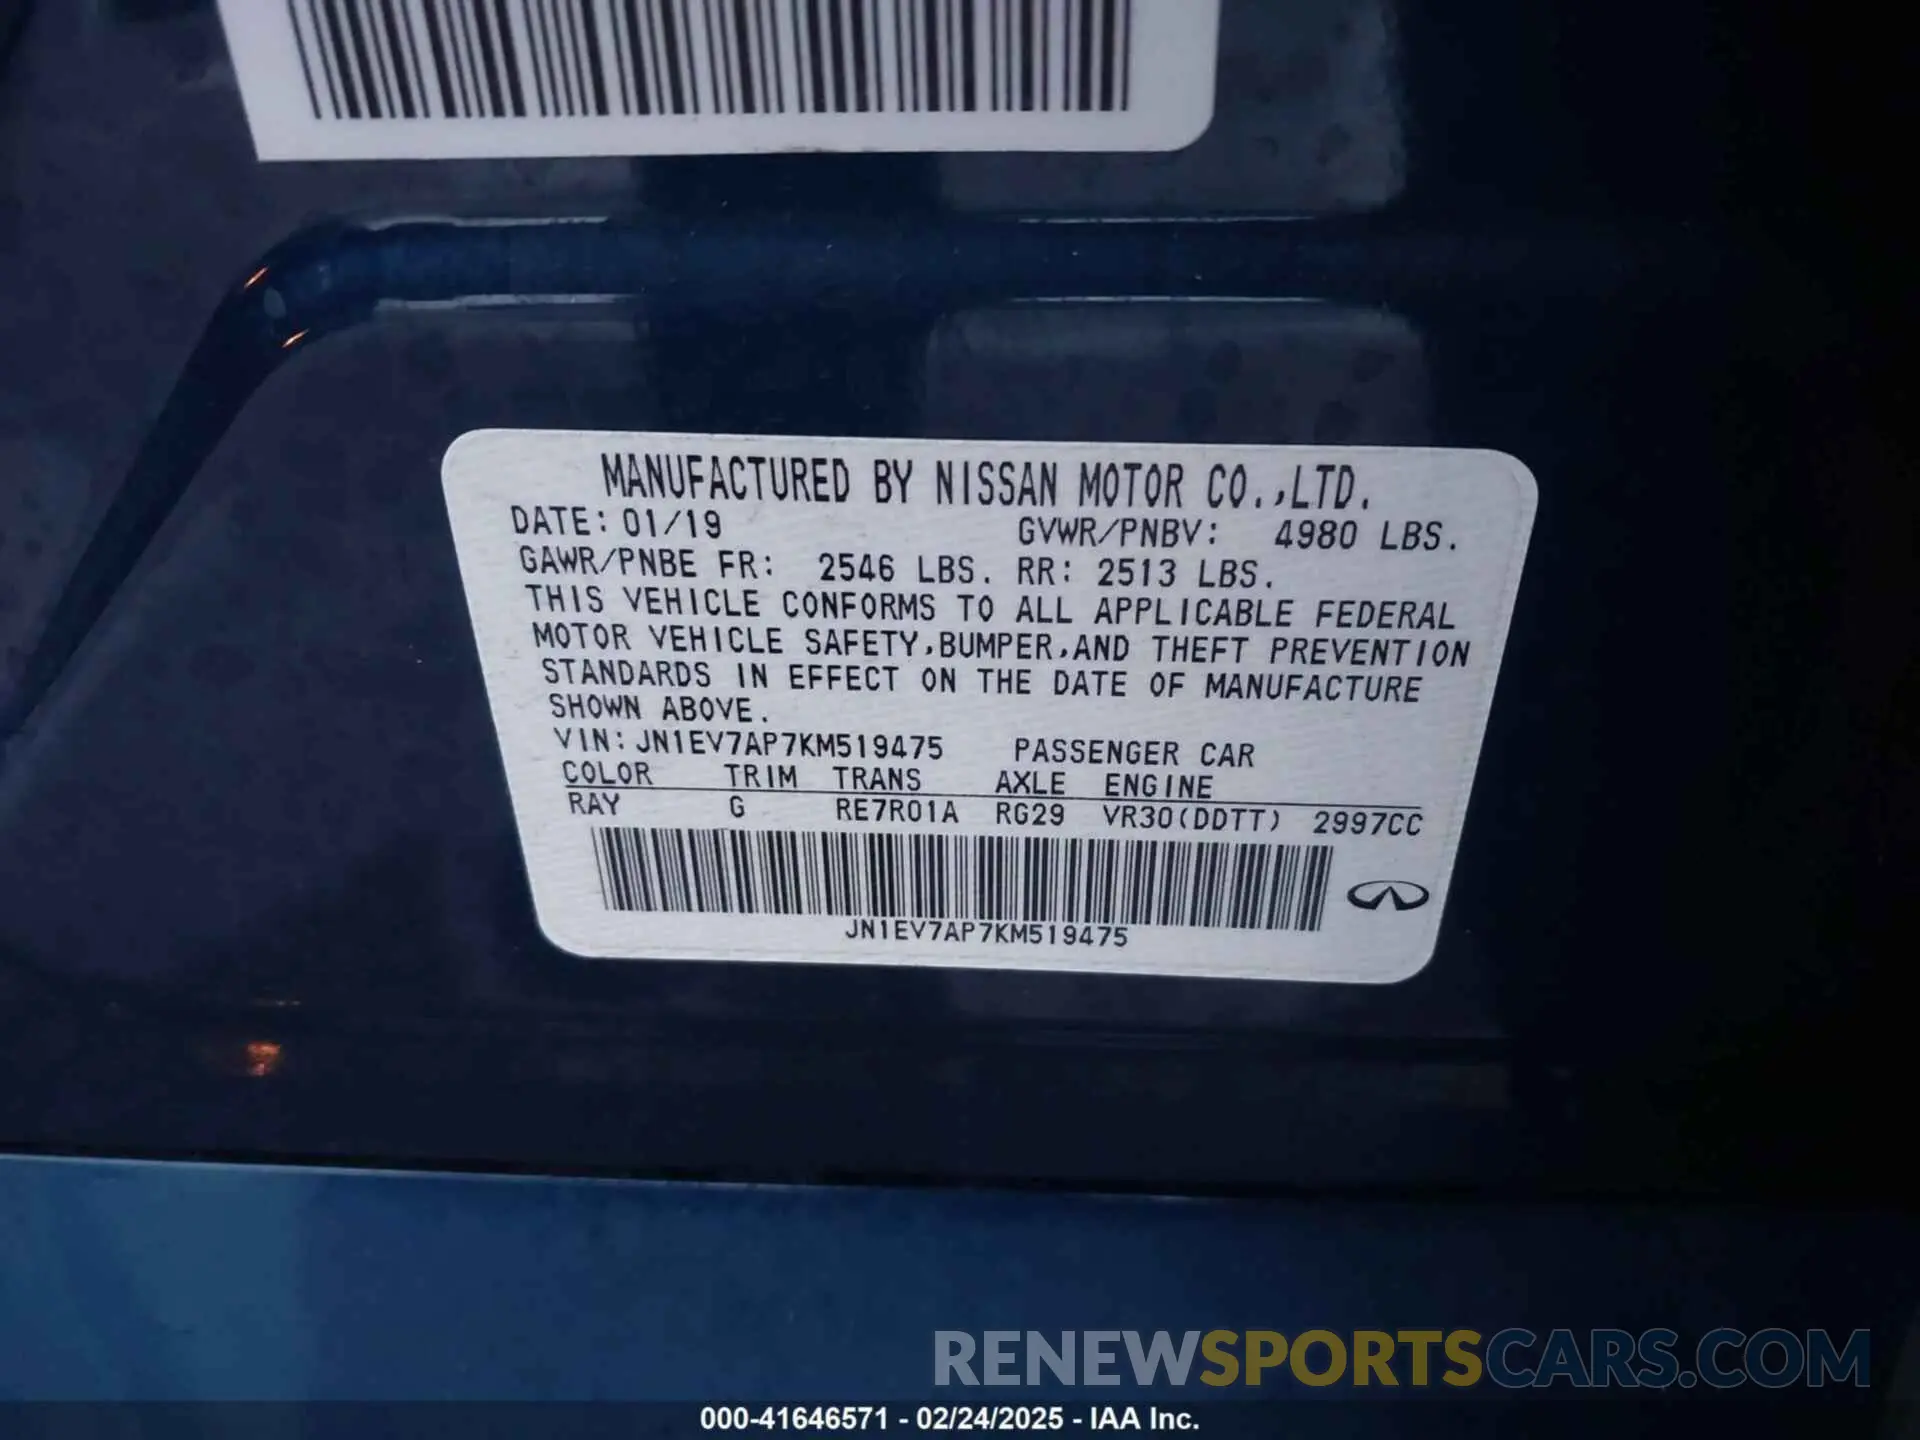 MANUFACTURED BY NISSAN MOTOR CO.,LTD.
DATE: 01/19 GVWR/PNBV: 4980 LBS.
GAWR/PNBE FR: 2546 LBS. RR: 2513 LBS.
THIS VEHICLE CONFORMS TO ALL APPLICABLE FEDERAL
MOTOR VEHICLE SAFETY,BUMPER,AND THEFT PREVENTION
STANDARDS IN EFFECT ON THE DATE OF MANUFACTURE
SHOWN ABOVE.
VIN: JN1EV7AP7KM519475 PASSENGER CAR
COLOR TRIM TRANS AXLE ENGINE
RAY G RE7R01A RG29 VR30(DDTT) 2997CC
JN1EV7AP7KM519475
RENEWSPORTSCARS.COM
000-41646571 - 02/24/2025 - IAA Inc.